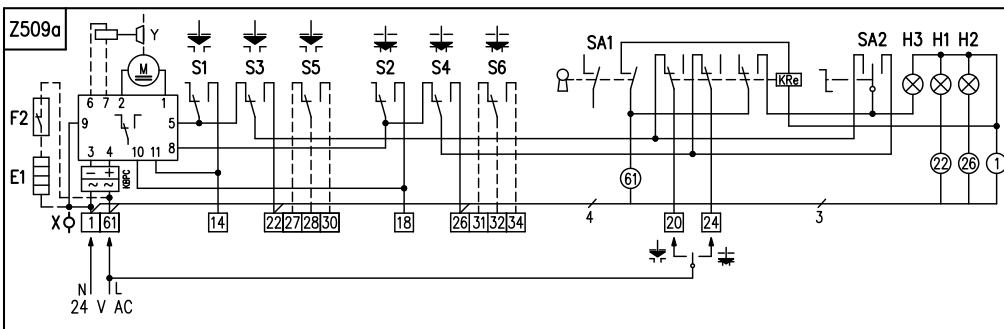 Z509a
Y
M
S1 S3 S5 S2 S4 S6
SA1 SA2 H3 H1 H2
KRe
6 7 2 1
F2
9 5
8
3 4 10 11
E1
− +
~ ~
KBPC
61 22 26 1
X 1 61 14 22 27 28 30 18 26 31 32 34 4 20 24 3
N L
24 V AC